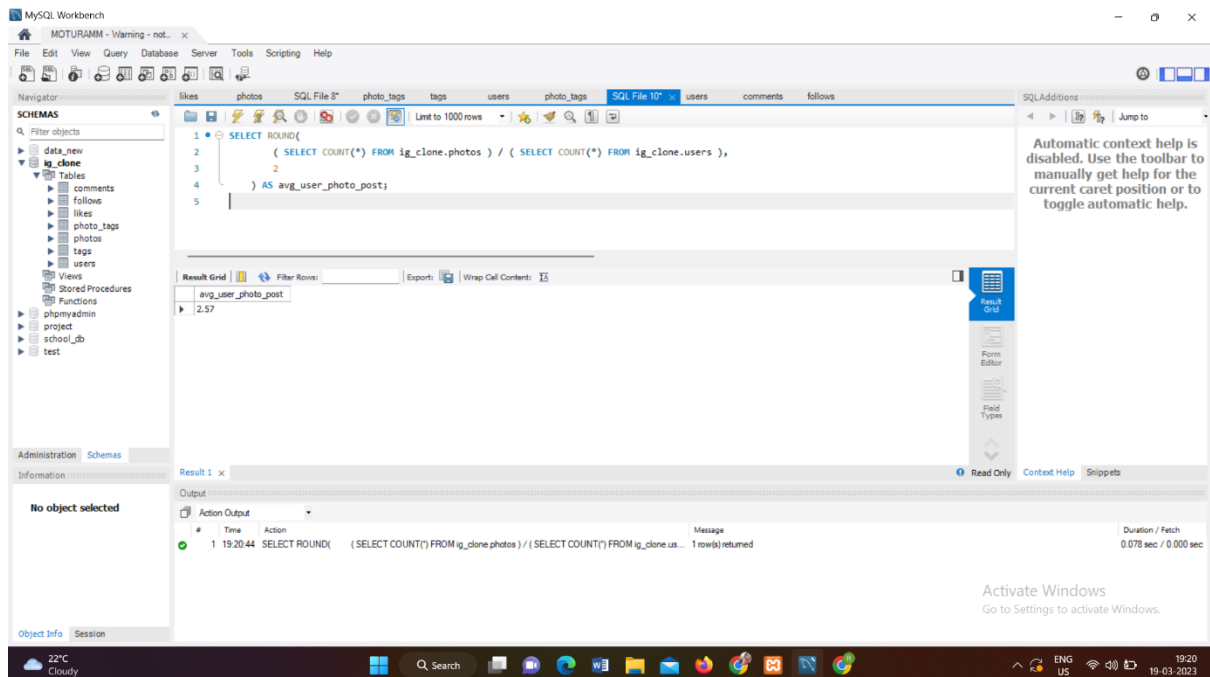 MySQL Workbench
MOTURAMM - Warning - not...
File Edit View Query Database Server Tools Scripting Help
Navigator
likes photos SQL File 8* photo_tags tags users photo_tags SQL File 10* users comments follows
SQLAdditions
SCHEMAS
Limit to 1000 rows
Jump to
Filter objects
data_new
ig_clone
Tables
comments
follows
likes
photo_tags
photos
tags
users
Views
Stored Procedures
Functions
phpmyadmin
project
school_db
test
1 SELECT ROUND(
2 ( SELECT COUNT(*) FROM ig_clone.photos ) / ( SELECT COUNT(*) FROM ig_clone.users ),
3 2
4 ) AS avg_user_photo_post;
5
Automatic context help is
disabled. Use the toolbar to
manually get help for the
current caret position or to
toggle automatic help.
Result Grid Filter Rows: Export: Wrap Cell Content:
avg_user_photo_post
2.57
Result
Grid
Form
Editor
Field
Types
Administration Schemas
Information
No object selected
Result 1
Read Only
Context Help Snippets
Output
Action Output
# Time Action Message Duration / Fetch
1 19:20:44 SELECT ROUND( ( SELECT COUNT(*) FROM ig_clone.photos ) / ( SELECT COUNT(*) FROM ig_clone.us... 1 row(s) returned 0.078 sec / 0.000 sec
Activate Windows
Go to Settings to activate Windows.
Object Info Session
22°C
Cloudy
Search
ENG
US
19:20
19-03-2023